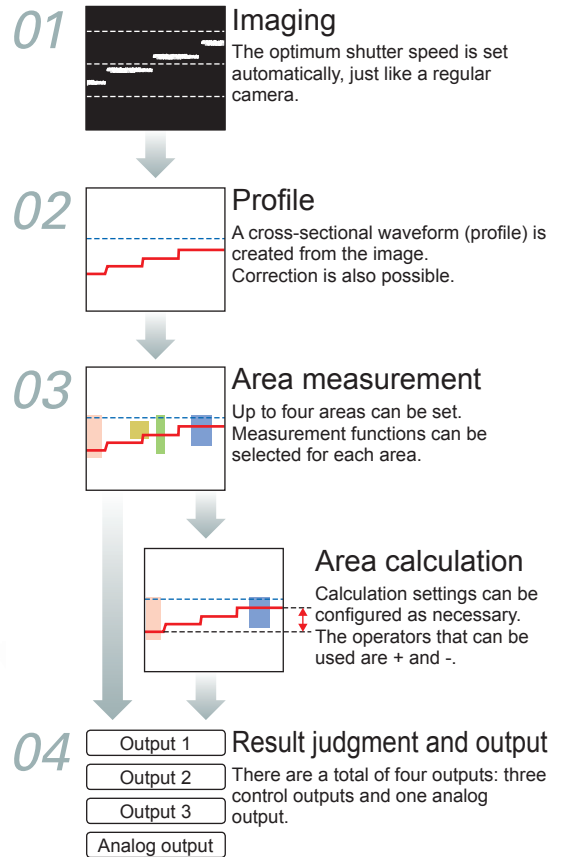 01
Imaging
The optimum shutter speed is set
automatically, just like a regular
camera.
02
Profile
A cross-sectional waveform (profile) is
created from the image.
Correction is also possible.
03
Area measurement
Up to four areas can be set.
Measurement functions can be
selected for each area.
Area calculation
Calculation settings can be
configured as necessary.
The operators that can be
used are + and -.
04
Output 1
Output 2
Output 3
Analog output
Result judgment and output
There are a total of four outputs: three
control outputs and one analog
output.